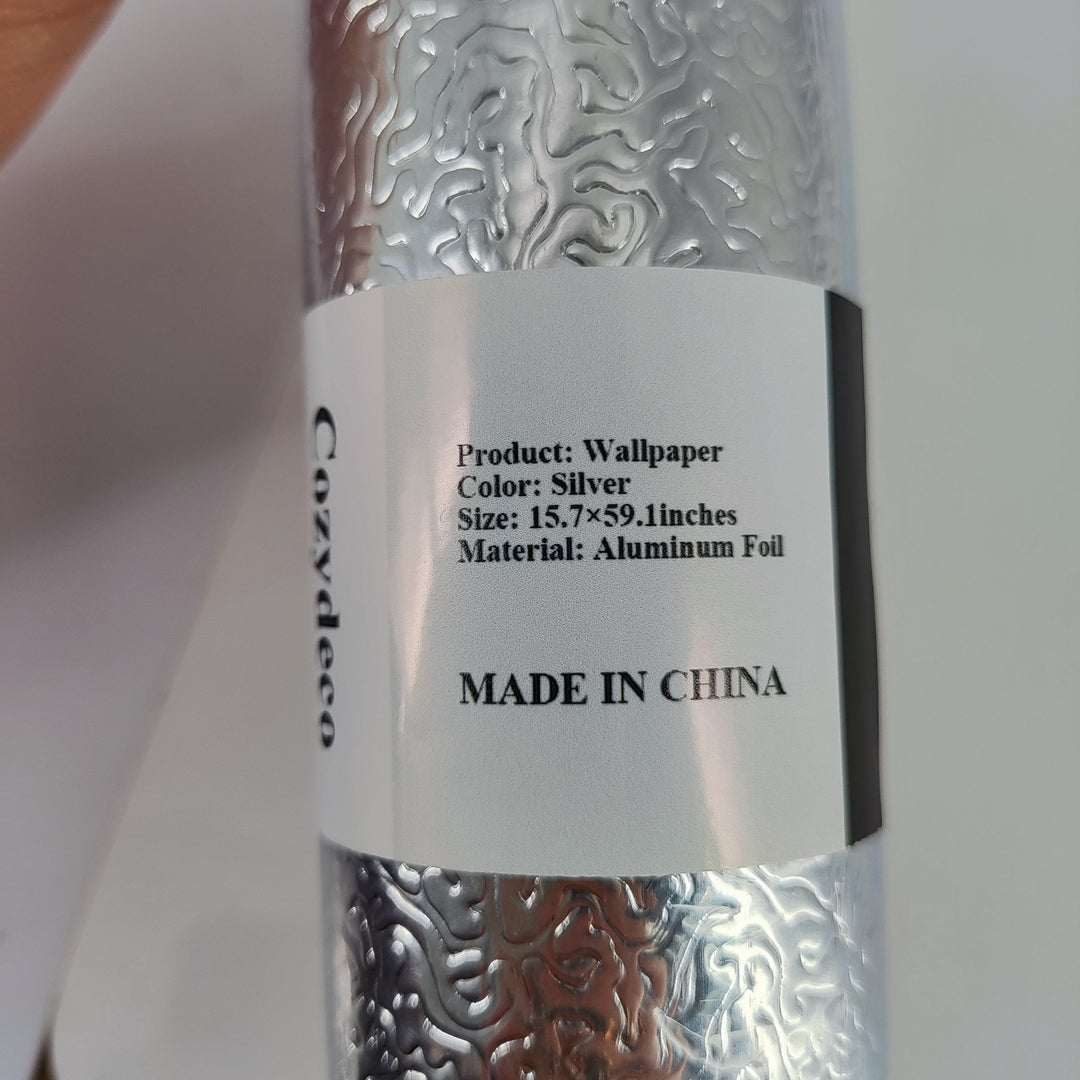 Cozydeco
Product: Wallpaper
Color: Silver
Size: 15.7×59.1inches
Material: Aluminum Foil
MADE IN CHINA